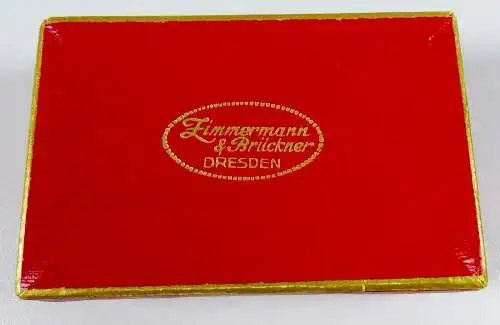 Zimmermann
& Brückner
DRESDEN